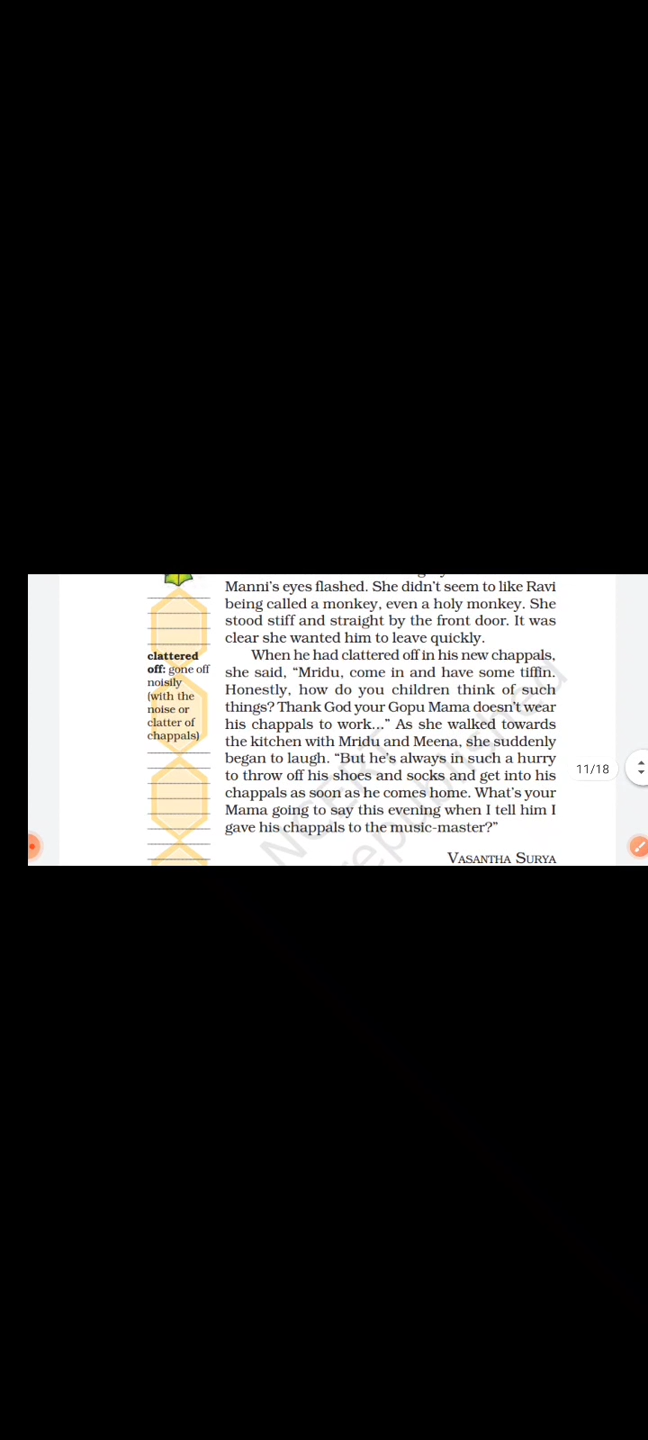 Manni's eyes flashed. She didn't seem to like Ravi
being called a monkey, even a holy monkey. She
stood stiff and straight by the front door. It was
clear she wanted him to leave quickly.
When he had clattered off in his new chappals,
she said, “Mridu, come in and have some tiffin.
Honestly, how do you children think of such
things? Thank God your Gopu Mama doesn't wear
his chappals to work...” As she walked towards
the kitchen with Mridu and Meena, she suddenly
began to laugh. “But he's always in such a hurry
to throw off his shoes and socks and get into his
chappals as soon as he comes home. What's your
Mama going to say this evening when I tell him I
gave his chappals to the music-master?”
VASANTHA SURYA
clattered
off: gone off
noisily
(with the
noise or
clatter of
chappals)
11/18
NCERT
republished